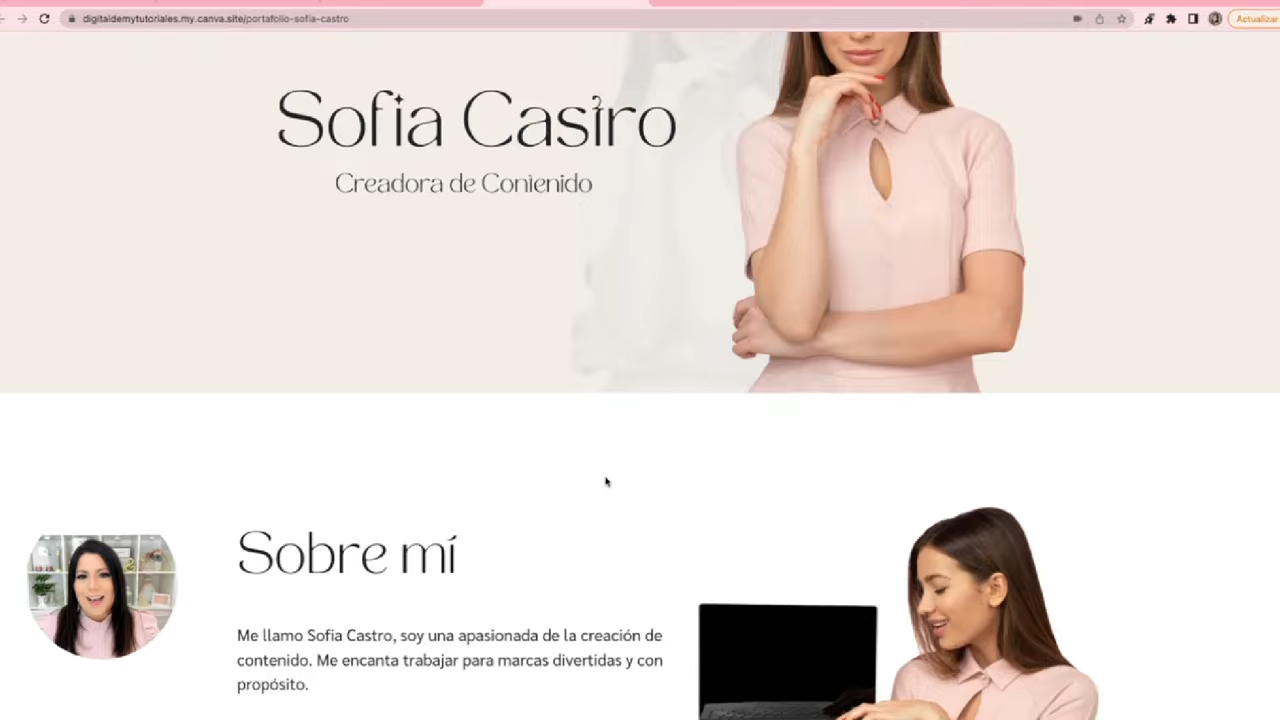 digitaldemytutoriales.my.canva.site/portafolio-sofia-castro
Actualizar
Sofia Castro
Creadora de Contenido
Sobre mí
Me llamo Sofia Castro, soy una apasionada de la creación de
contenido. Me encanta trabajar para marcas divertidas y con
propósito.